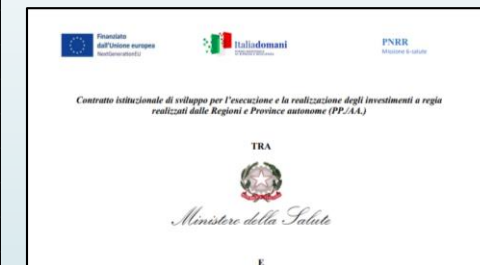 Finanziato
dall'Unione europea
NextGenerationEU
Italiadomani
PNRR
Missione 6 salute
Contratto istituzionale di sviluppo per l'esecuzione e la realizzazione degli investimenti a regia
realizzati dalle Regioni e Province autonome (PP./AA.)
TRA
Ministero della Salute
E